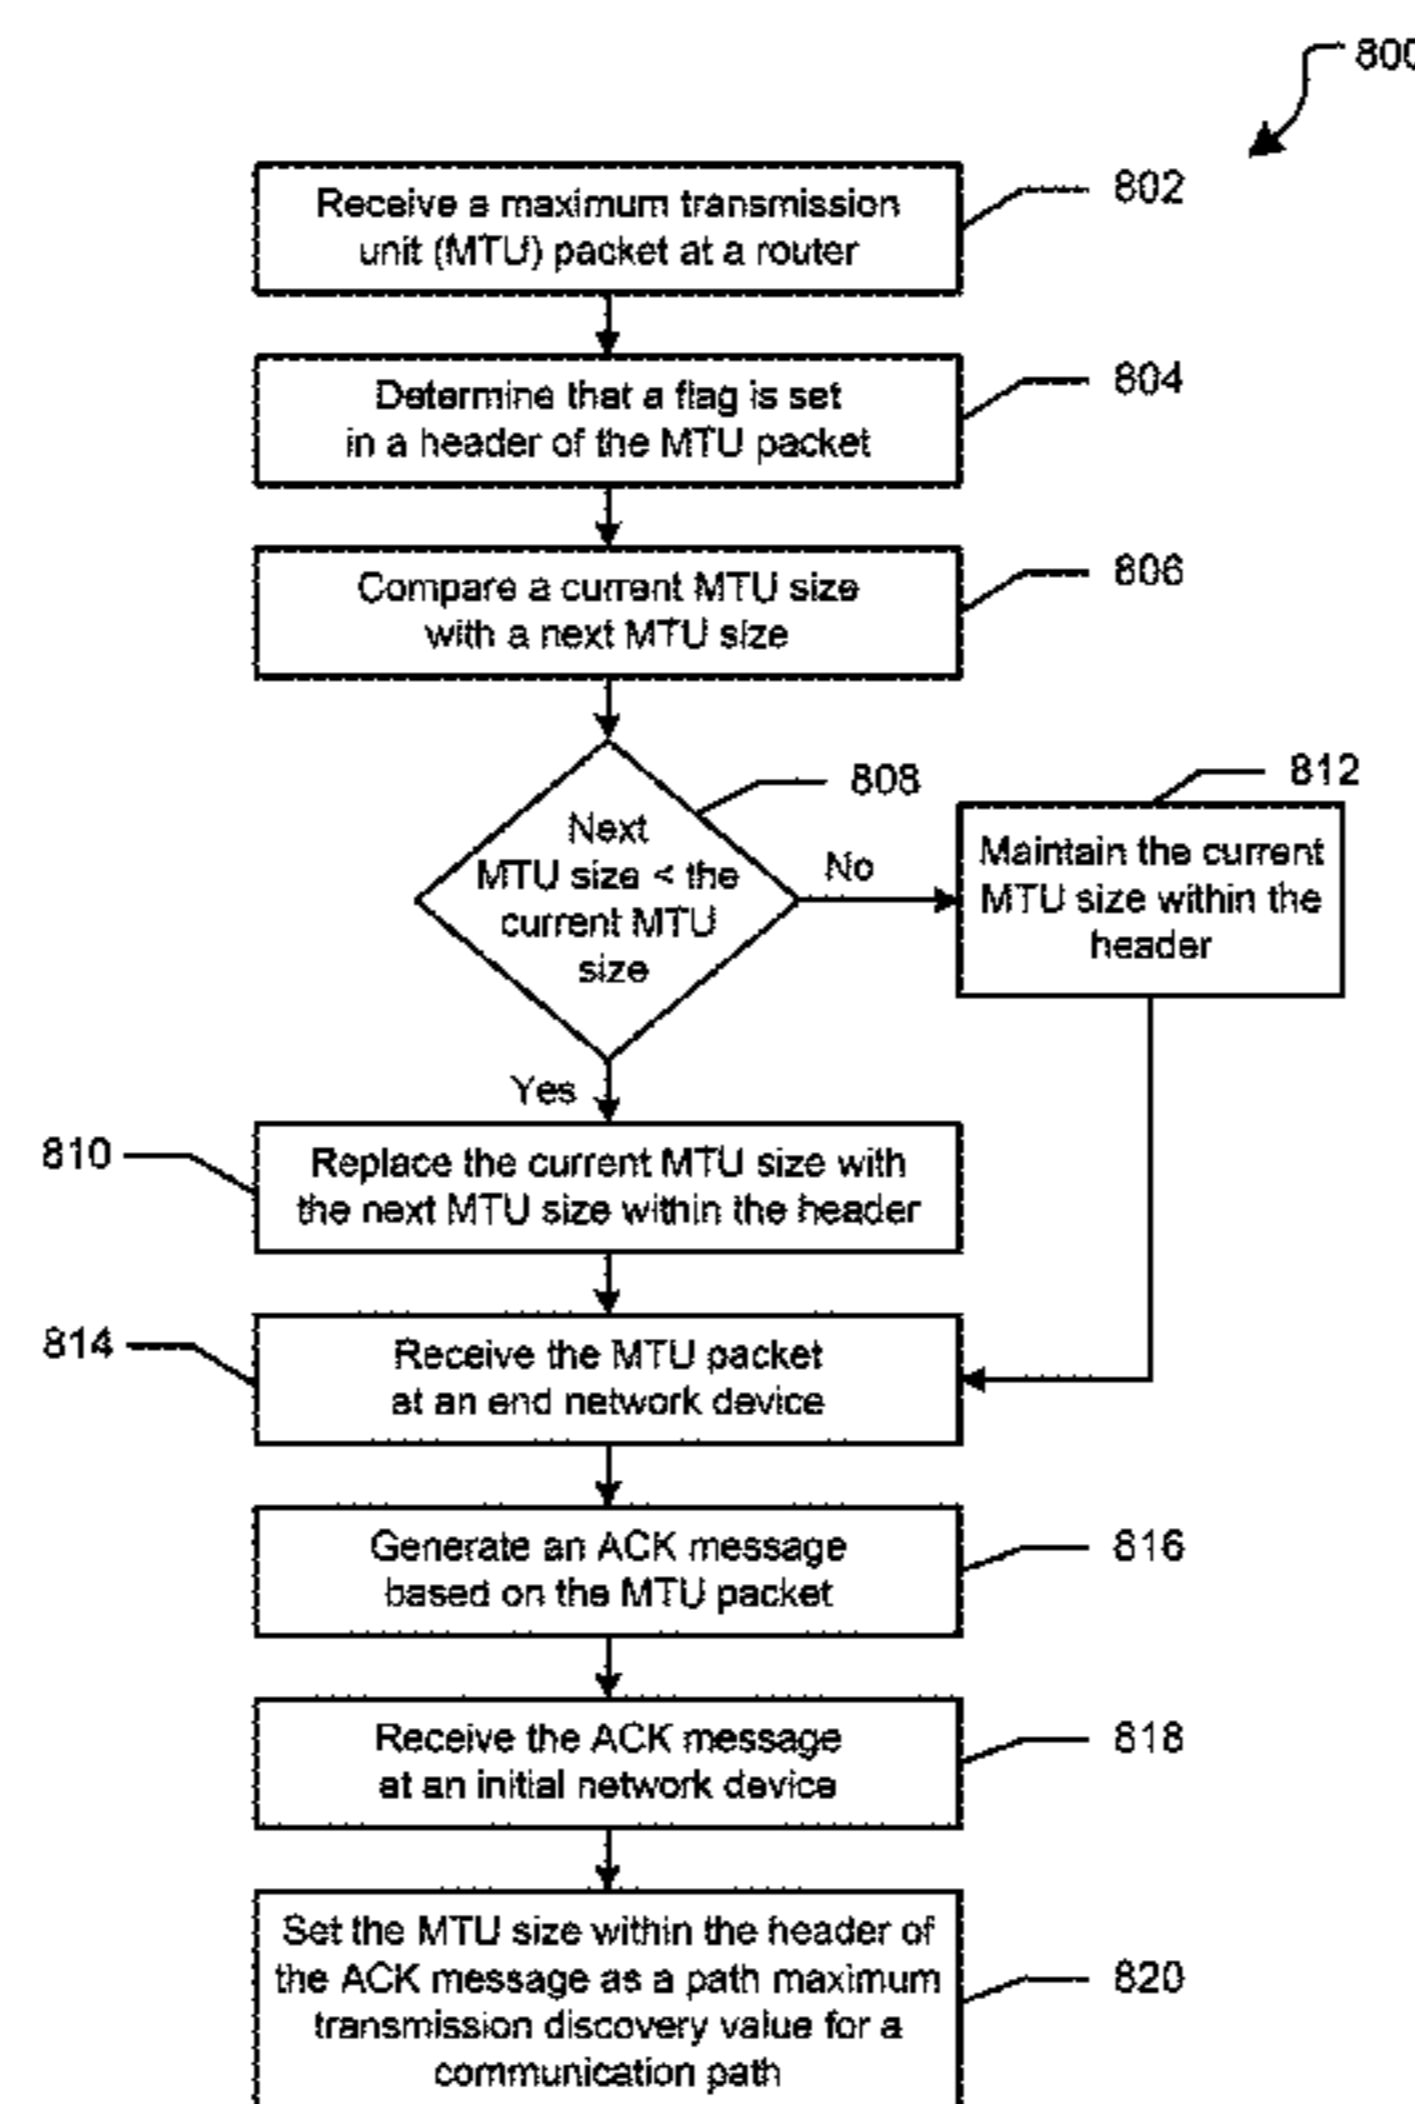 800
Receive a maximum transmission
unit (MTU) packet at a router
802
Determine that a flag is set
in a header of the MTU packet
804
Compare a current MTU size
with a next MTU size
806
Next
MTU size < the
current MTU
size
808
No
812
Maintain the current
MTU size within the
header
Yes
810
Replace the current MTU size with
the next MTU size within the header
814
Receive the MTU packet
at an end network device
Generate an ACK message
based on the MTU packet
816
Receive the ACK message
at an initial network device
818
Set the MTU size within the header of
the ACK message as a path maximum
transmission discovery value for a
communication path
820